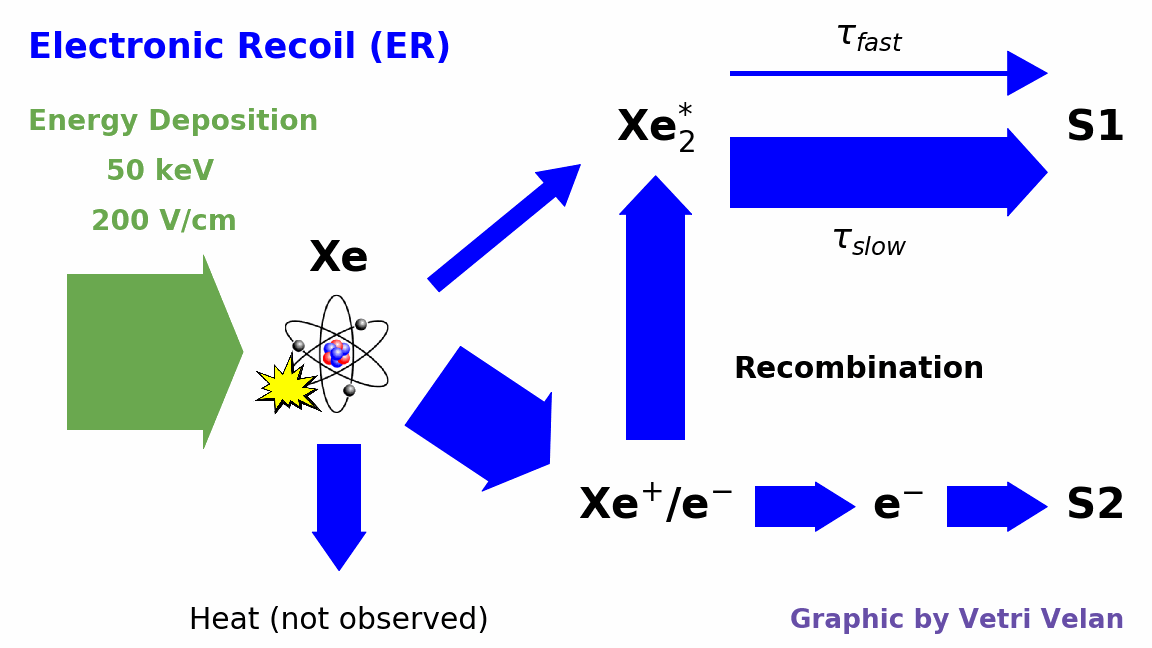 Electronic Recoil (ER)
Energy Deposition
50 keV
200 V/cm
Xe
τ_fast
Xe₂*
S1
τ_slow
Recombination
Xe⁺/e⁻
e⁻
S2
Heat (not observed)
Graphic by Vetri Velan